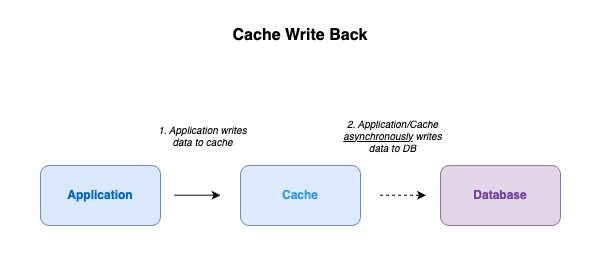 Cache Write Back
1. Application writes
data to cache
2. Application/Cache
asynchronously writes
data to DB
Application
Cache
Database